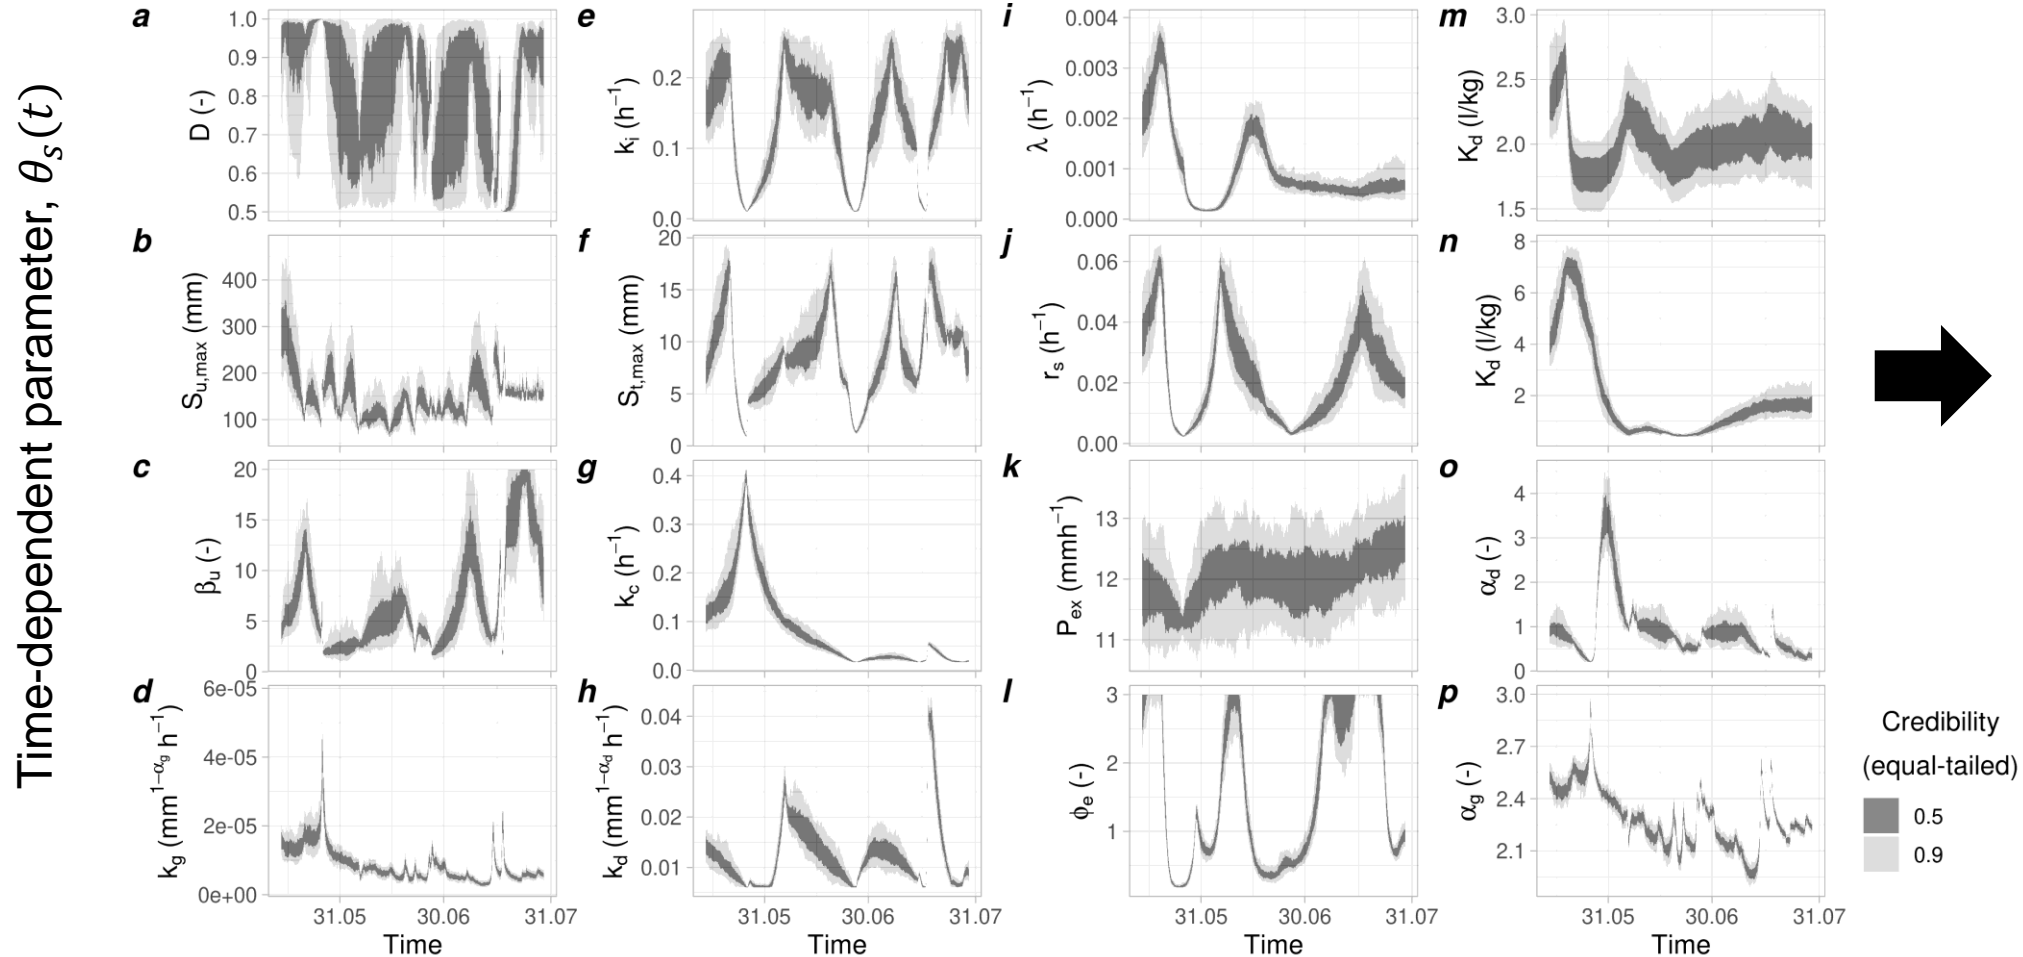 Time-dependent parameter, θ_s(t)
a
1.0
0.9
0.8
0.7
0.6
0.5
D (-)
e
0.2
0.1
0.0
k_i (h⁻¹)
i
0.004
0.003
0.002
0.001
0.000
λ (h⁻¹)
m
3.0
2.5
2.0
1.5
K_d (l/kg)
b
400
300
200
100
S_u,max (mm)
f
20
15
10
5
0
S_t,max (mm)
j
0.06
0.04
0.02
0.00
r_s (h⁻¹)
n
8
6
4
2
K_d (l/kg)
c
20
15
10
5
0
β_u (-)
g
0.4
0.3
0.2
0.1
0.0
k_c (h⁻¹)
k
13
12
11
P_ex (mmh⁻¹)
o
4
3
2
1
0
α_d (-)
d
6e-05
4e-05
2e-05
0e+00
k_g (mm^1−α_g h⁻¹)
h
0.04
0.03
0.02
0.01
k_d (mm^1−α_d h⁻¹)
l
3
2
1
ϕ_e (-)
p
3.0
2.7
2.4
2.1
α_g (-)
31.05 30.06 31.07
Time
31.05 30.06 31.07
Time
31.05 30.06 31.07
Time
31.05 30.06 31.07
Time
Credibility
(equal-tailed)
0.5
0.9